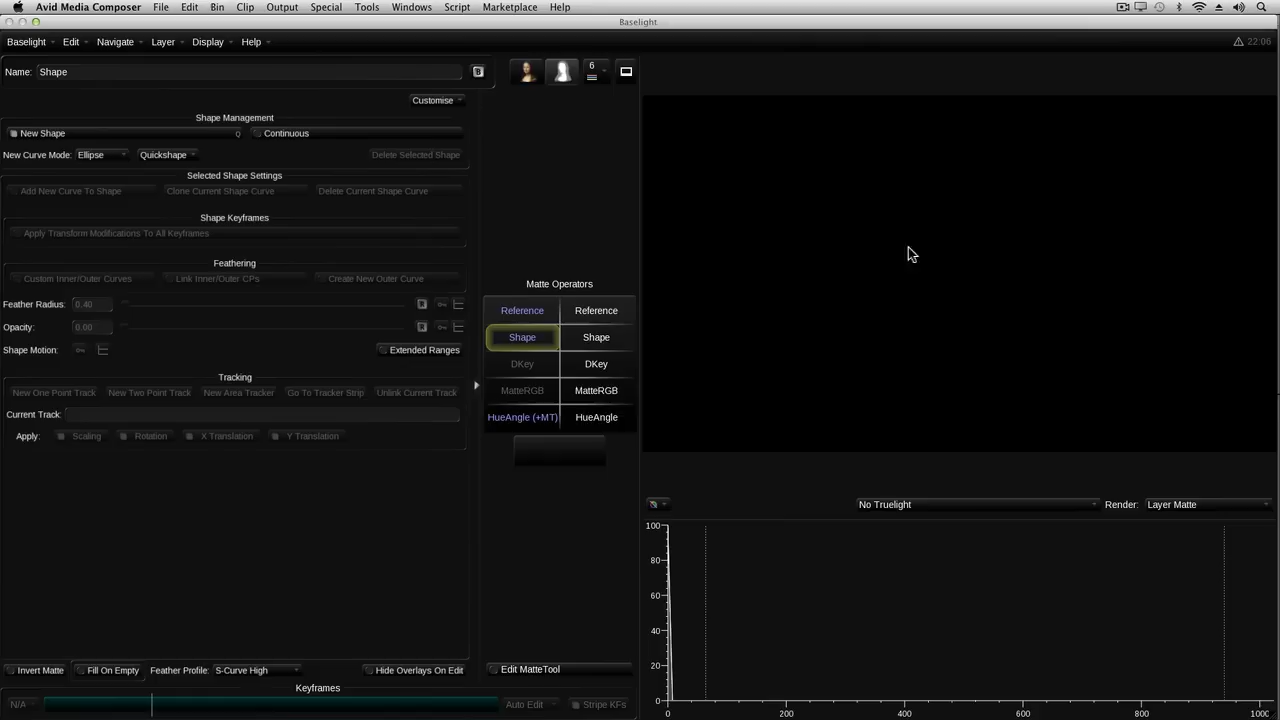 Avid Media Composer File Edit Bin Clip Output Special Tools Windows Script Marketplace Help
Baselight
Baselight Edit Navigate Layer Display Help 22:06
Name: Shape B 6
Customise
Shape Management
New Shape Q Continuous
New Curve Mode: Ellipse Quickshape Delete Selected Shape
Selected Shape Settings
Add New Curve To Shape Clone Current Shape Curve Delete Current Shape Curve
Shape Keyframes
Apply Transform Modifications To All Keyframes
Feathering
Custom Inner/Outer Curves Link Inner/Outer CPs Create New Outer Curve
Feather Radius: 0.40 R
Opacity: 0.00 R
Shape Motion: Extended Ranges
Tracking
New One Point Track New Two Point Track New Area Tracker Go To Tracker Strip Unlink Current Track
Current Track:
Apply: Scaling Rotation X Translation Y Translation
Matte Operators
Reference Reference
Shape Shape
DKey DKey
MatteRGB MatteRGB
HueAngle (+MT) HueAngle
No Truelight Render: Layer Matte
100
80
60
40
20
0
0 200 400 600 800 1000
Invert Matte Fill On Empty Feather Profile: S-Curve High Hide Overlays On Edit Edit MatteTool
Keyframes
N/A Auto Edit Stripe KFs